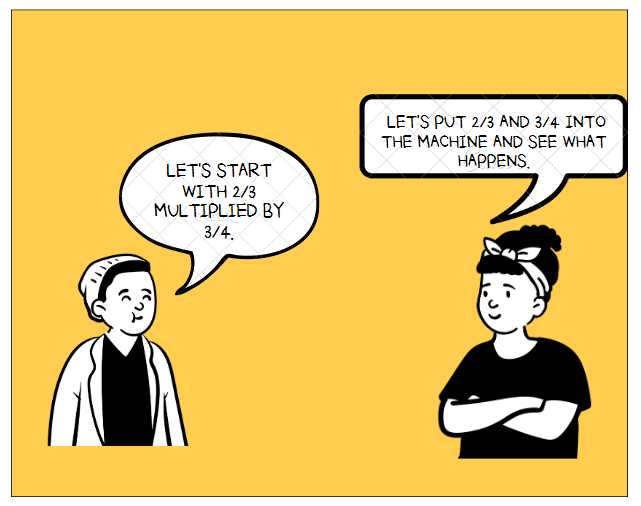 LET'S START
WITH 2/3
MULTIPLIED BY
3/4.
LET'S PUT 2/3 AND 3/4 INTO
THE MACHINE AND SEE WHAT
HAPPENS.